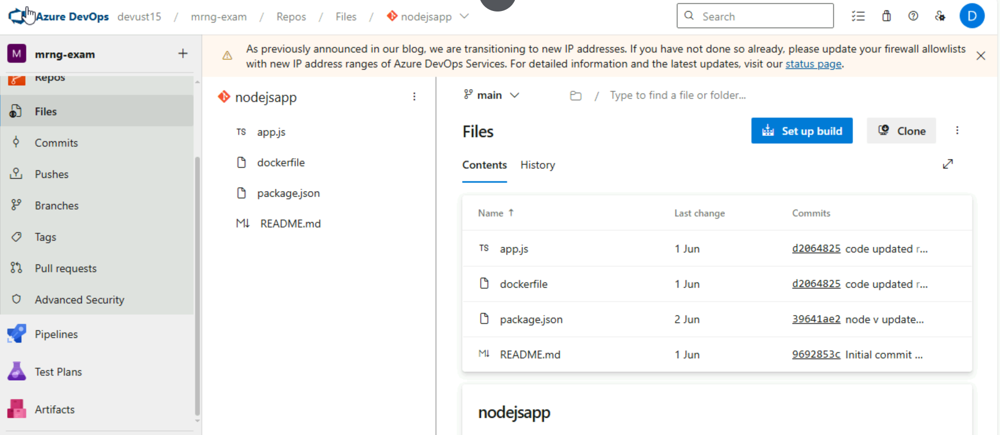 Azure DevOps devust15 / mrng-exam / Repos / Files / nodejsapp
Search
D
M mrng-exam
As previously announced in our blog, we are transitioning to new IP addresses. If you have not done so already, please update your firewall allowlists
with new IP address ranges of Azure DevOps Services. For detailed information and the latest updates, visit our status page.
Repos
Files
Commits
Pushes
Branches
Tags
Pull requests
Advanced Security
Pipelines
Test Plans
Artifacts
nodejsapp
TS app.js
dockerfile
package.json
M↓ README.md
main
/ Type to find a file or folder...
Files
Set up build
Clone
Contents History
Name ↑ Last change Commits
TS app.js 1 Jun d2064825 code updated r...
dockerfile 1 Jun d2064825 code updated r...
package.json 2 Jun 39641ae2 node v update...
M↓ README.md 1 Jun 9692853c Initial commit ...
nodejsapp